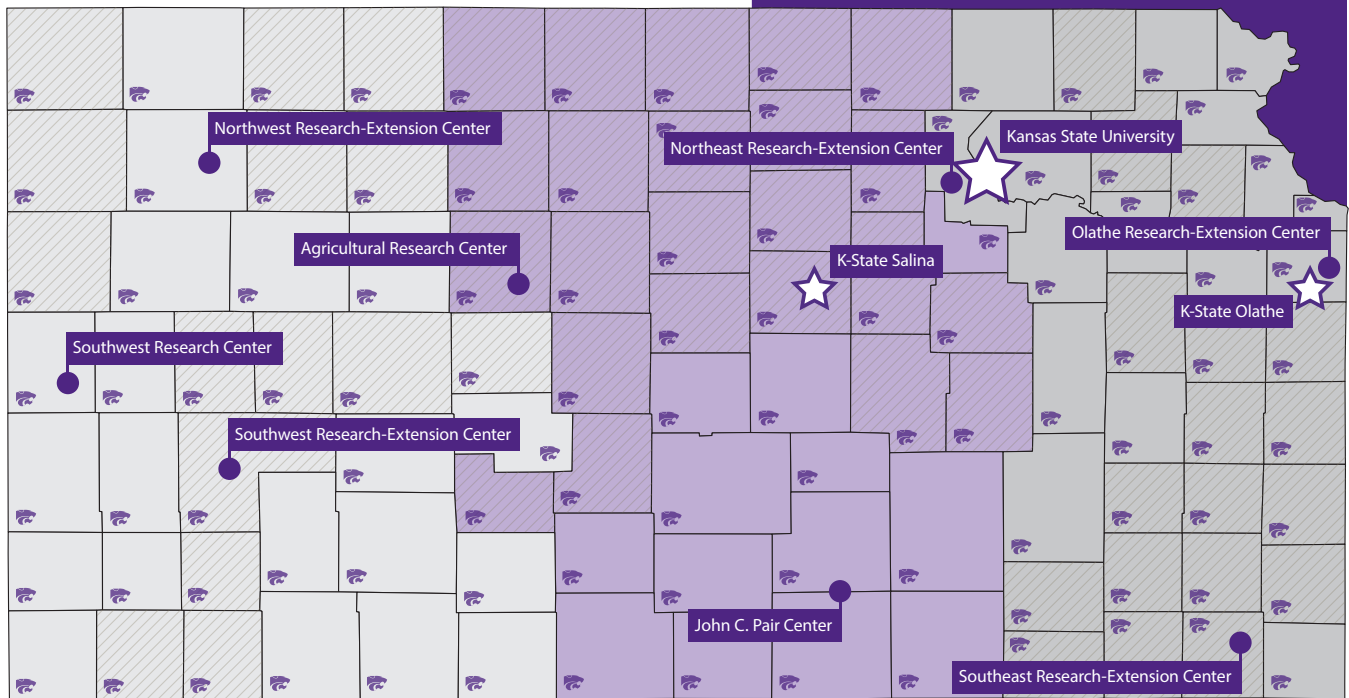 Northwest Research-Extension Center
Kansas State University
Northeast Research-Extension Center
Olathe Research-Extension Center
Agricultural Research Center
K-State Salina
K-State Olathe
Southwest Research Center
Southwest Research-Extension Center
John C. Pair Center
Southeast Research-Extension Center